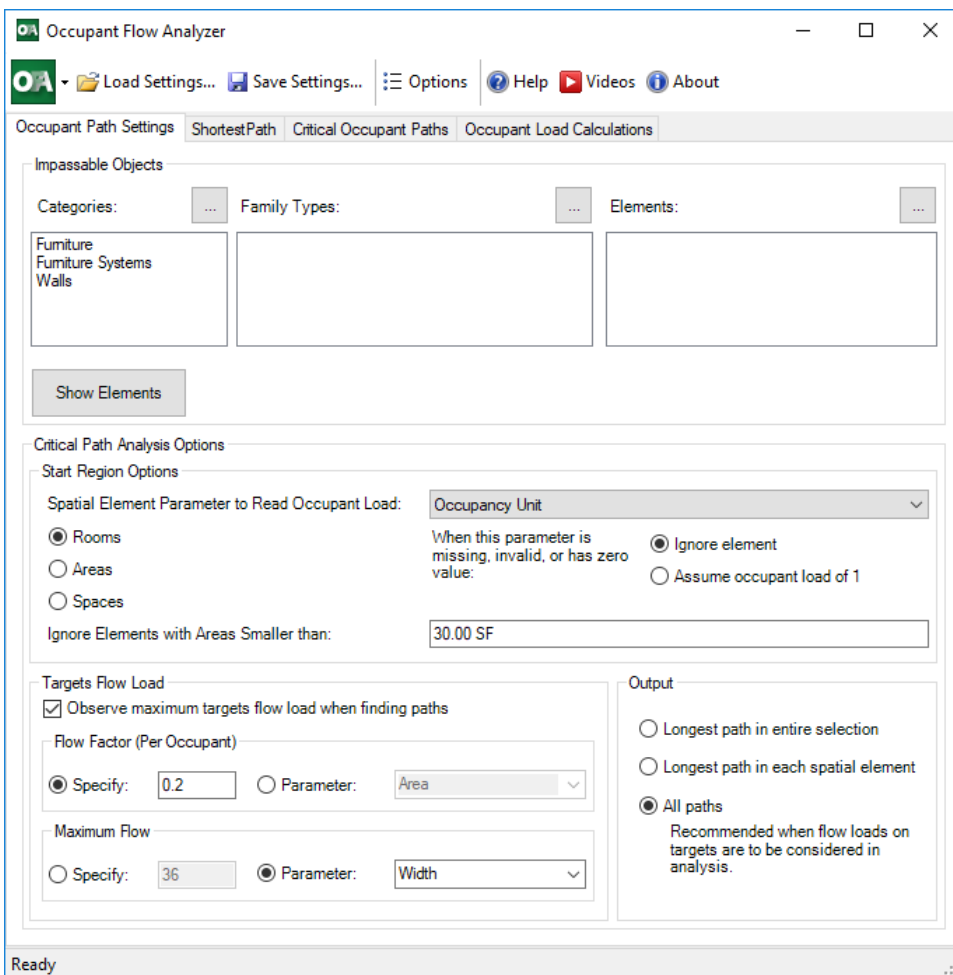 OFA Occupant Flow Analyzer
OFA Load Settings... Save Settings... Options Help Videos About
Occupant Path Settings ShortestPath Critical Occupant Paths Occupant Load Calculations
Impassable Objects
Categories: ... Family Types: ... Elements: ...
Furniture
Furniture Systems
Walls
Show Elements
Critical Path Analysis Options
Start Region Options
Spatial Element Parameter to Read Occupant Load: Occupancy Unit
Rooms
Areas
Spaces
When this parameter is
missing, invalid, or has zero
value:
Ignore element
Assume occupant load of 1
Ignore Elements with Areas Smaller than: 30.00 SF
Targets Flow Load
Observe maximum targets flow load when finding paths
Flow Factor (Per Occupant)
Specify: 0.2 Parameter: Area
Maximum Flow
Specify: 36 Parameter: Width
Output
Longest path in entire selection
Longest path in each spatial element
All paths
Recommended when flow loads on
targets are to be considered in
analysis.
Ready